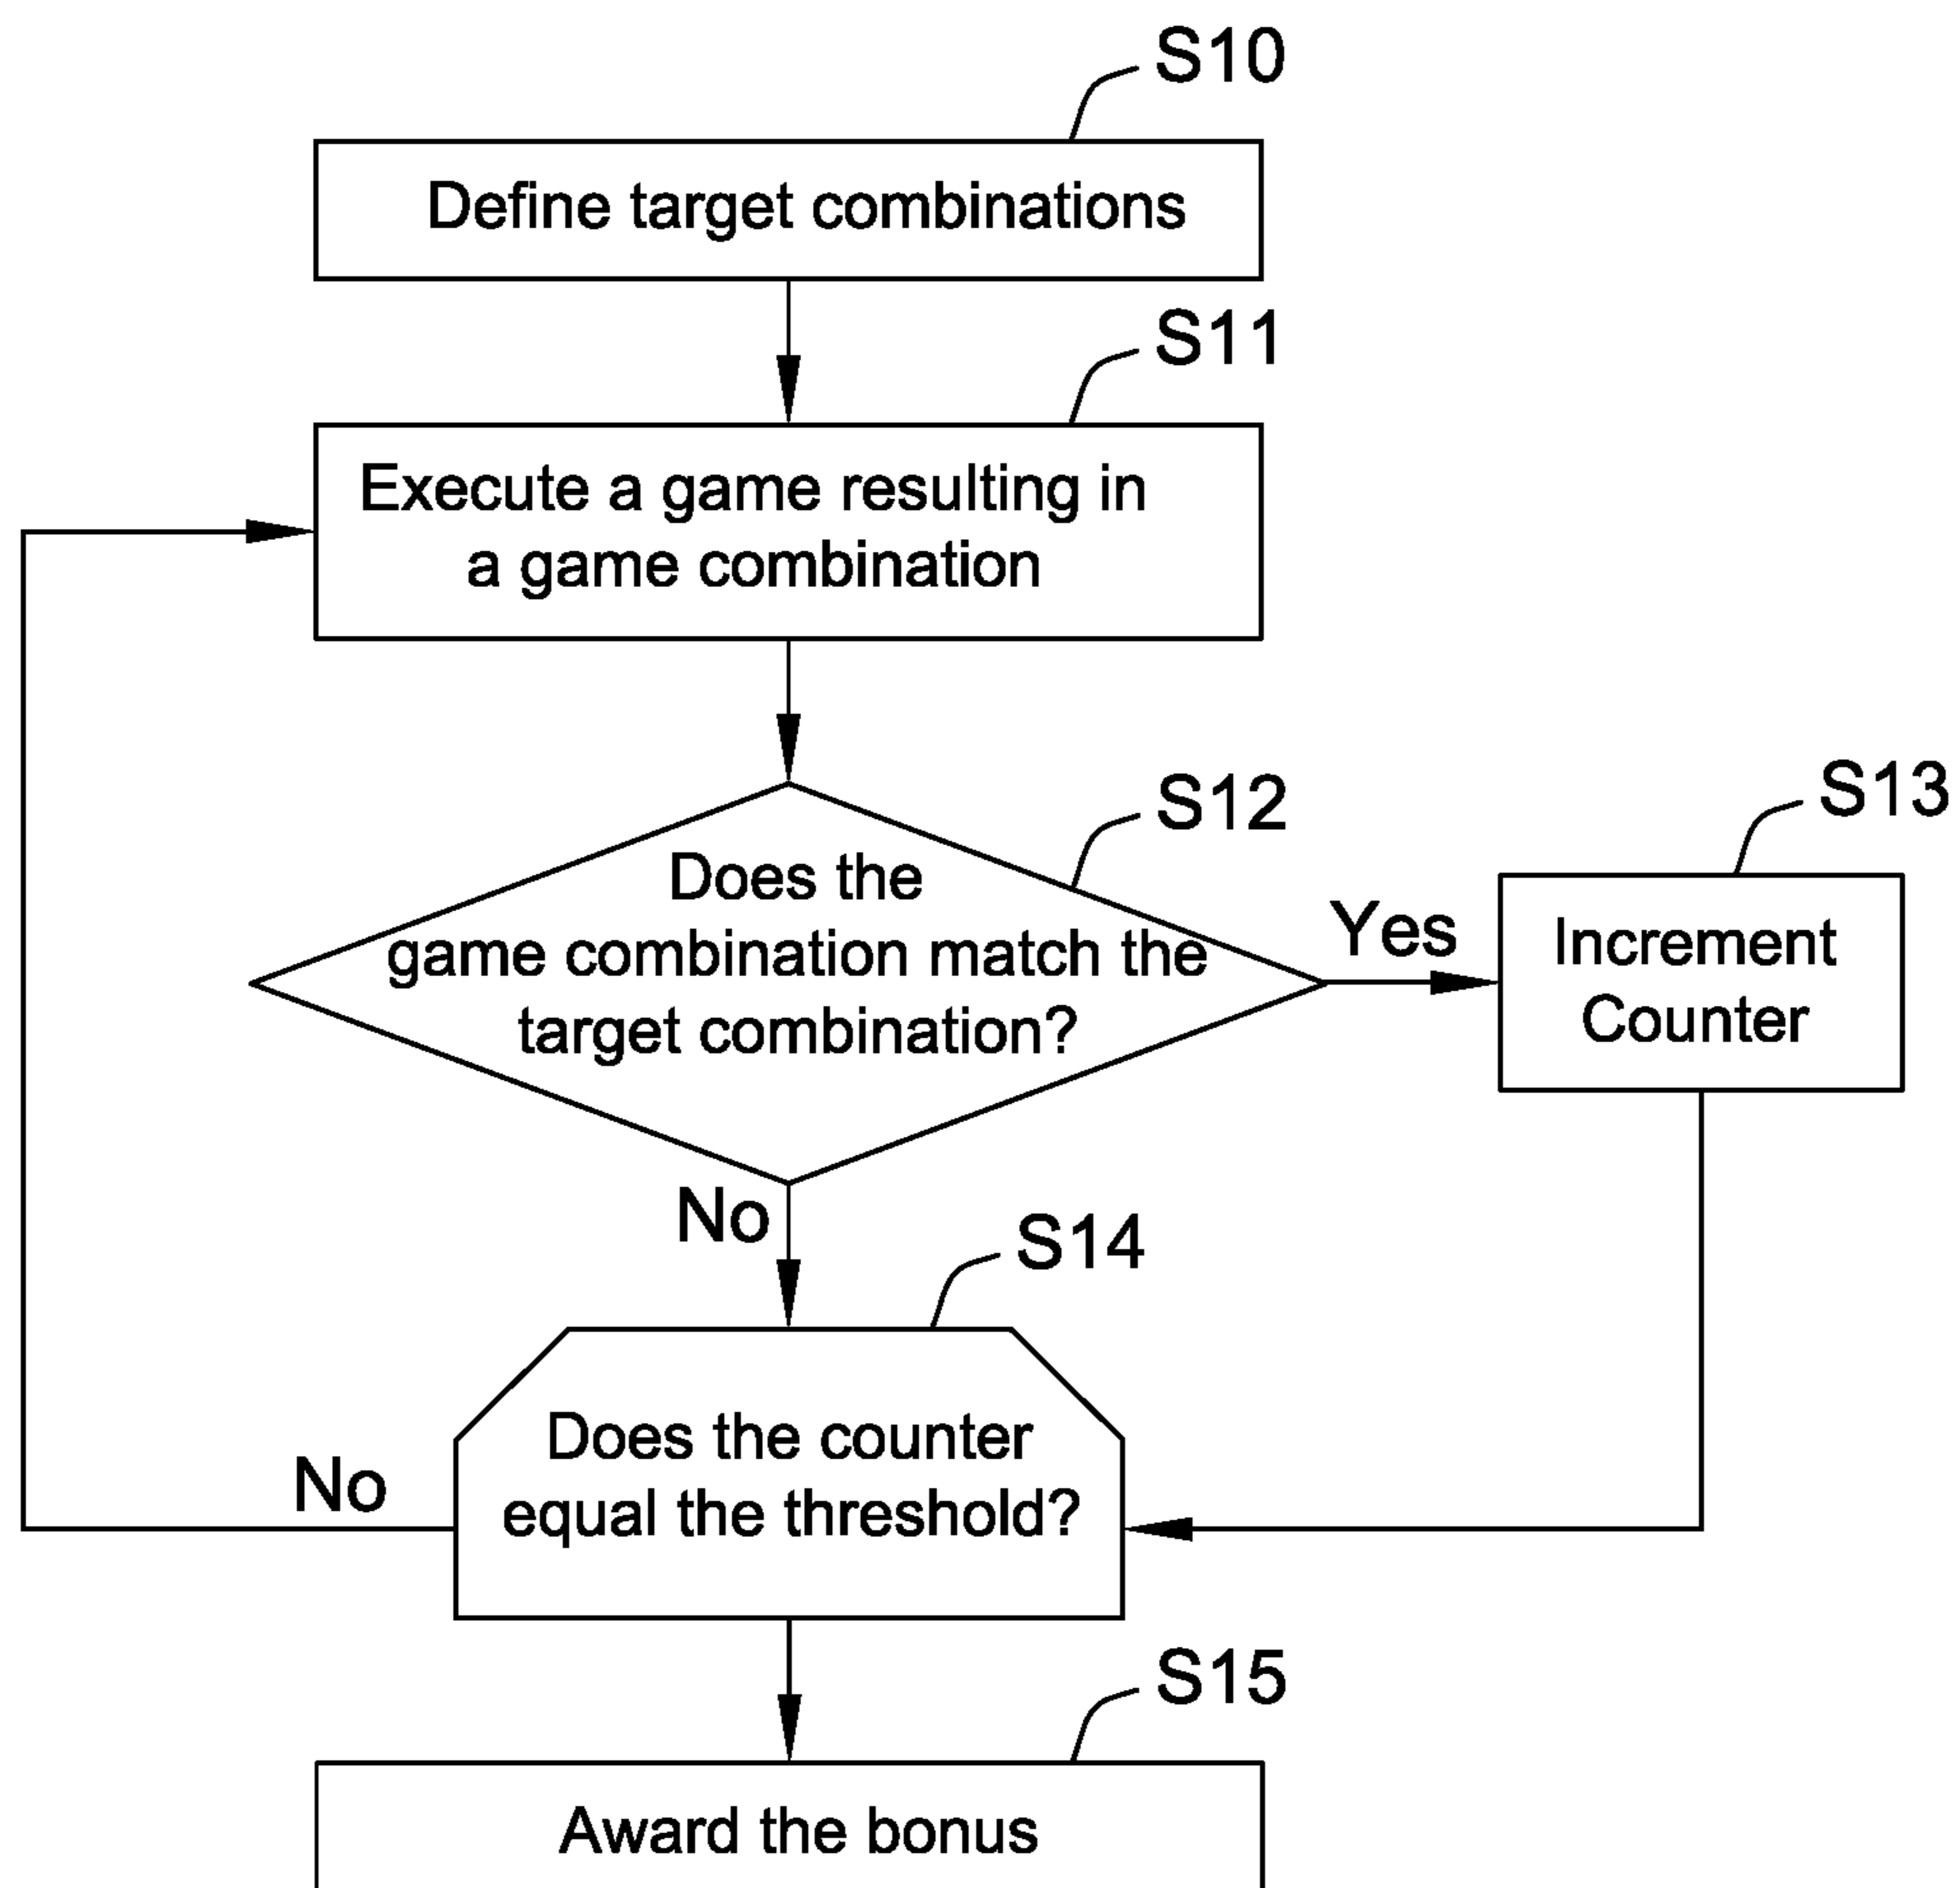 S10
Define target combinations
S11
Execute a game resulting in
a game combination
S12
Does the
game combination match the
target combination?
Yes
S13
Increment
Counter
No
S14
Does the counter
equal the threshold?
No
S15
Award the bonus